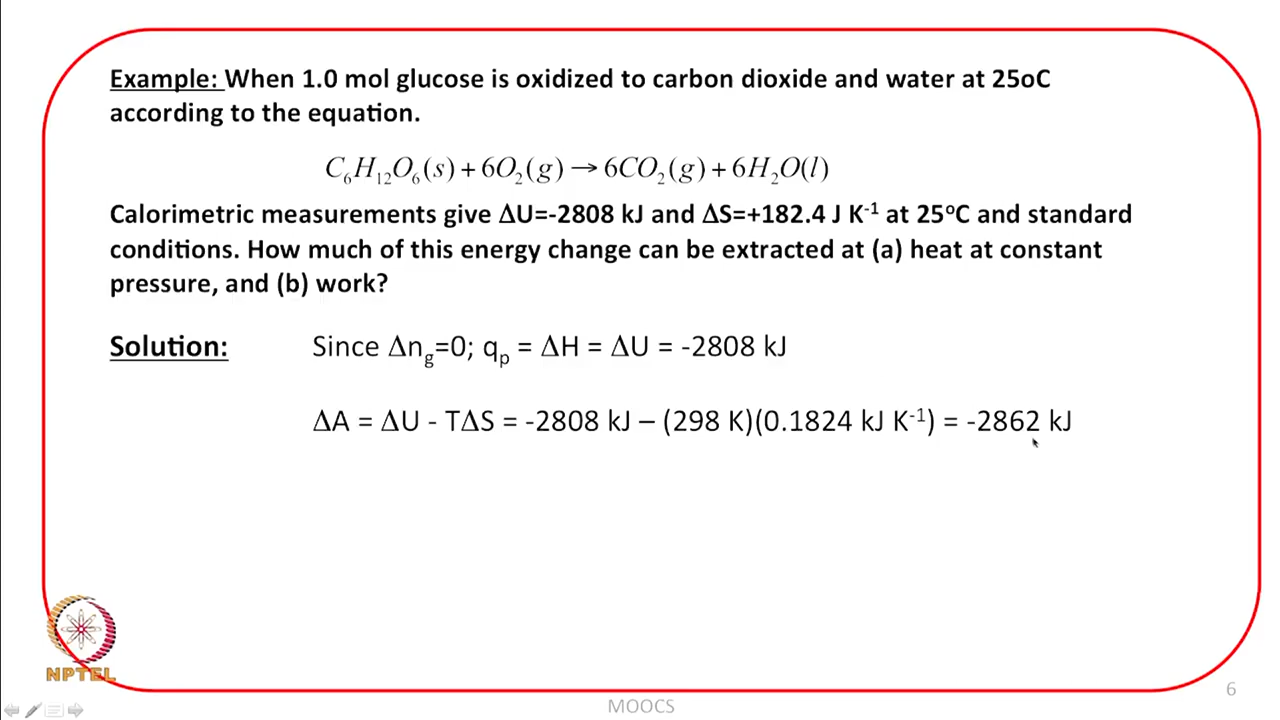 Example: When 1.0 mol glucose is oxidized to carbon dioxide and water at 25oC
according to the equation.
C₆H₁₂O₆(s) + 6O₂(g) → 6CO₂(g) + 6H₂O(l)
Calorimetric measurements give ΔU=-2808 kJ and ΔS=+182.4 J K⁻¹ at 25ᵒC and standard
conditions. How much of this energy change can be extracted at (a) heat at constant
pressure, and (b) work?
Solution: Since Δn_g=0; qₚ = ΔH = ΔU = -2808 kJ
ΔA = ΔU - TΔS = -2808 kJ – (298 K)(0.1824 kJ K⁻¹) = -2862 kJ
NPTEL
MOOCS
6